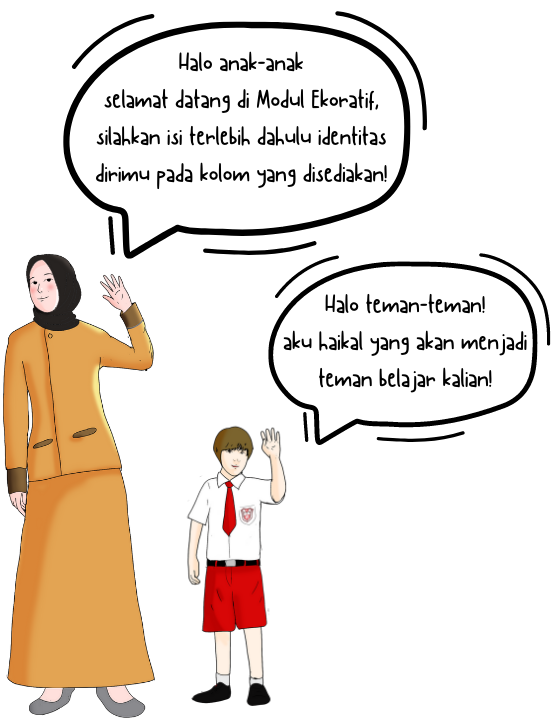 Halo anak-anak
selamat datang di Modul Ekoratif,
silahkan isi terlebih dahulu identitas
dirimu pada kolom yang disediakan!
Halo teman-teman!
aku haikal yang akan menjadi
teman belajar kalian!